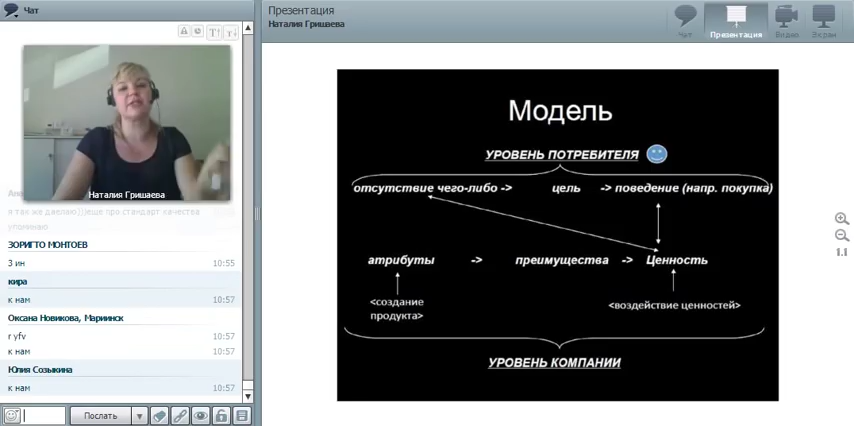 Чат
Наталия Гришаева
я так же даелаю)))еще про стандарт качества
упоминаю
ЗОРИГТО МОНТОЕВ
3 ин 10:55
кира
к нам 10:57
Оксана Новикова, Мариинск
r yfv 10:57
к нам 10:57
Юлия Созыкина
к нам 10:57
Послать
Презентация
Наталия Гришаева
Чат Презентация Видео Экран
Модель
УРОВЕНЬ ПОТРЕБИТЕЛЯ
отсутствие чего-либо -> цель -> поведение (напр. покупка)
атрибуты -> преимущества -> Ценность
<создание
продукта>
<воздействие ценностей>
УРОВЕНЬ КОМПАНИИ
1.1